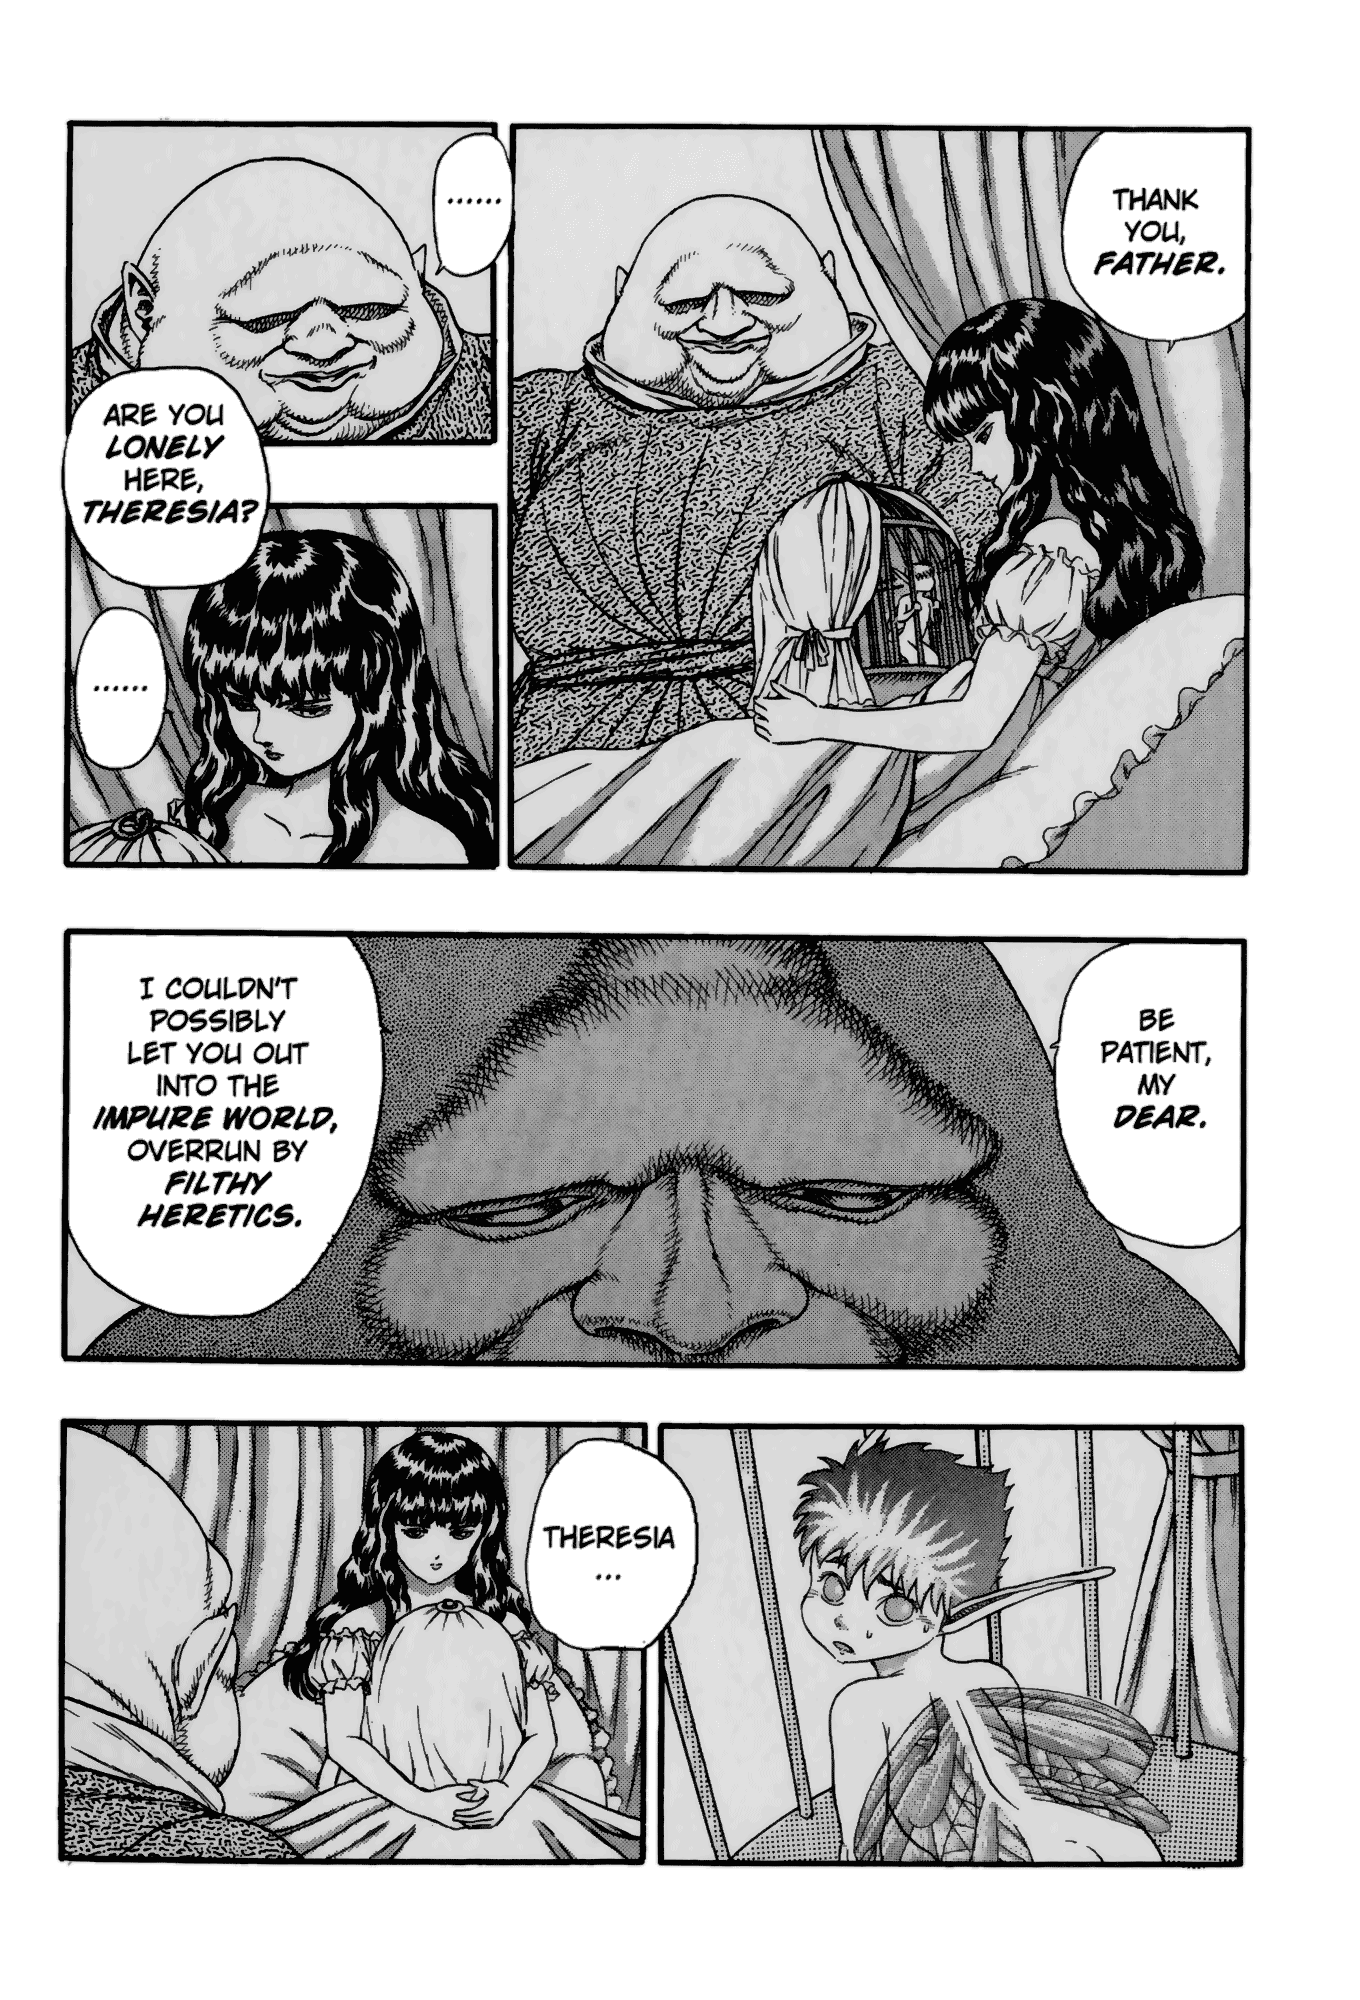 THANK
YOU,
FATHER.
......
ARE YOU
LONELY
HERE,
THERESIA?
......
BE
PATIENT,
MY
DEAR.
I COULDN'T
POSSIBLY
LET YOU OUT
INTO THE
IMPURE WORLD,
OVERRUN BY
FILTHY
HERETICS.
THERESIA
...